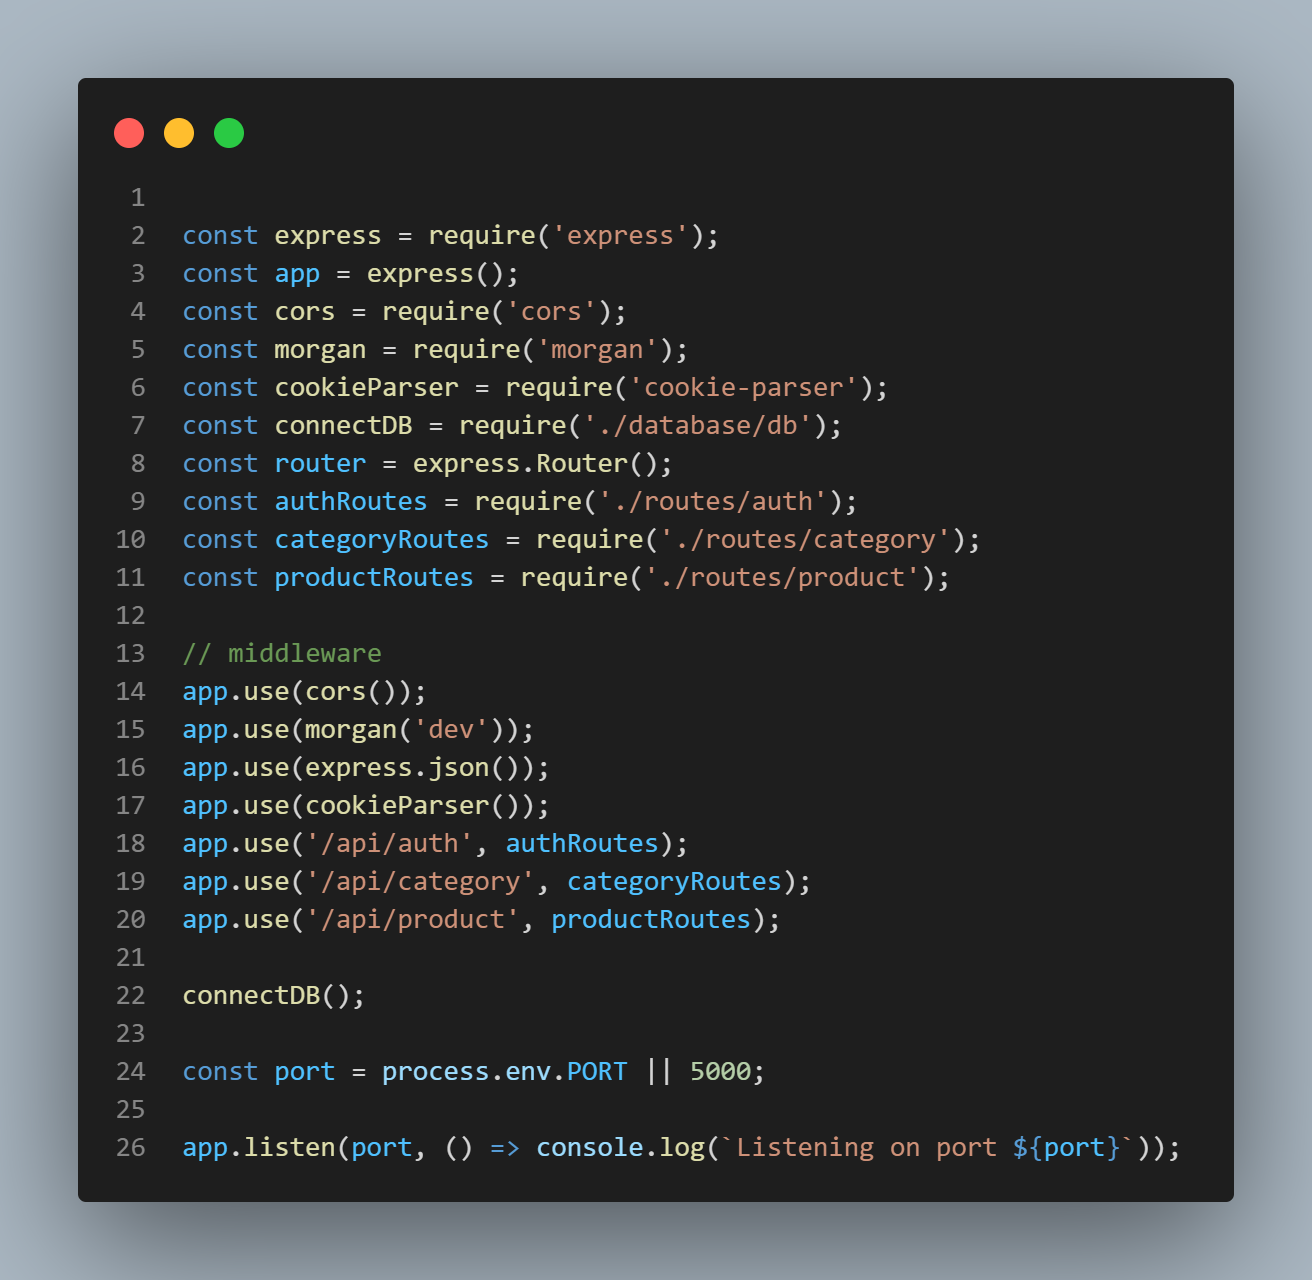 1
2 const express = require('express');
3 const app = express();
4 const cors = require('cors');
5 const morgan = require('morgan');
6 const cookieParser = require('cookie-parser');
7 const connectDB = require('./database/db');
8 const router = express.Router();
9 const authRoutes = require('./routes/auth');
10 const categoryRoutes = require('./routes/category');
11 const productRoutes = require('./routes/product');
12
13 // middleware
14 app.use(cors());
15 app.use(morgan('dev'));
16 app.use(express.json());
17 app.use(cookieParser());
18 app.use('/api/auth', authRoutes);
19 app.use('/api/category', categoryRoutes);
20 app.use('/api/product', productRoutes);
21
22 connectDB();
23
24 const port = process.env.PORT || 5000;
25
26 app.listen(port, () => console.log(`Listening on port ${port}`));